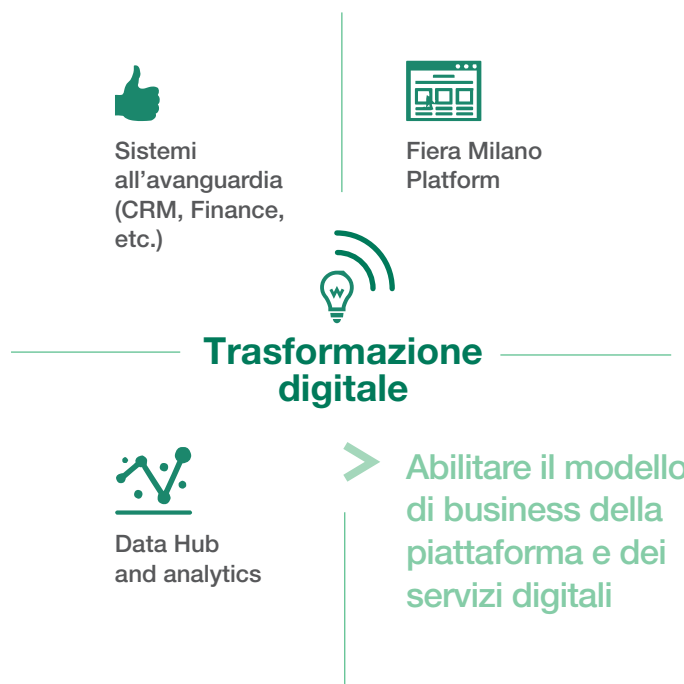 Sistemi
all'avanguardia
(CRM, Finance,
etc.)
Fiera Milano
Platform
Trasformazione
digitale
Data Hub
and analytics
Abilitare il modello
di business della
piattaforma e dei
servizi digitali